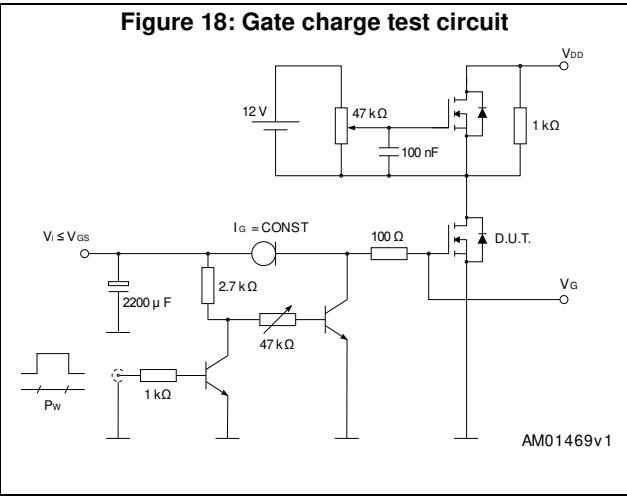 Figure 18: Gate charge test circuit
VDD
12 V
47 kΩ
1 kΩ
100 nF
IG = CONST
Vi ≤ VGS
100 Ω
D.U.T.
2.7 kΩ
VG
2200 µF
47 kΩ
1 kΩ
PW
AM01469v1